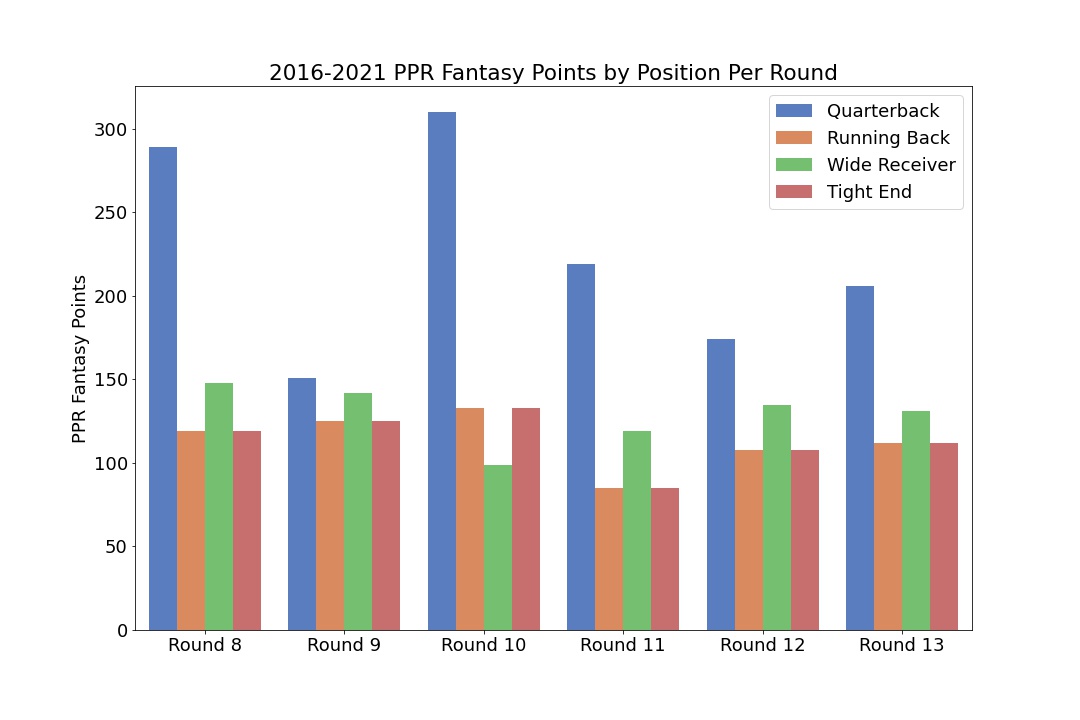 2016-2021 PPR Fantasy Points by Position Per Round
Quarterback
Running Back
Wide Receiver
Tight End
PPR Fantasy Points
300
250
200
150
100
50
0
Round 8
Round 9
Round 10
Round 11
Round 12
Round 13